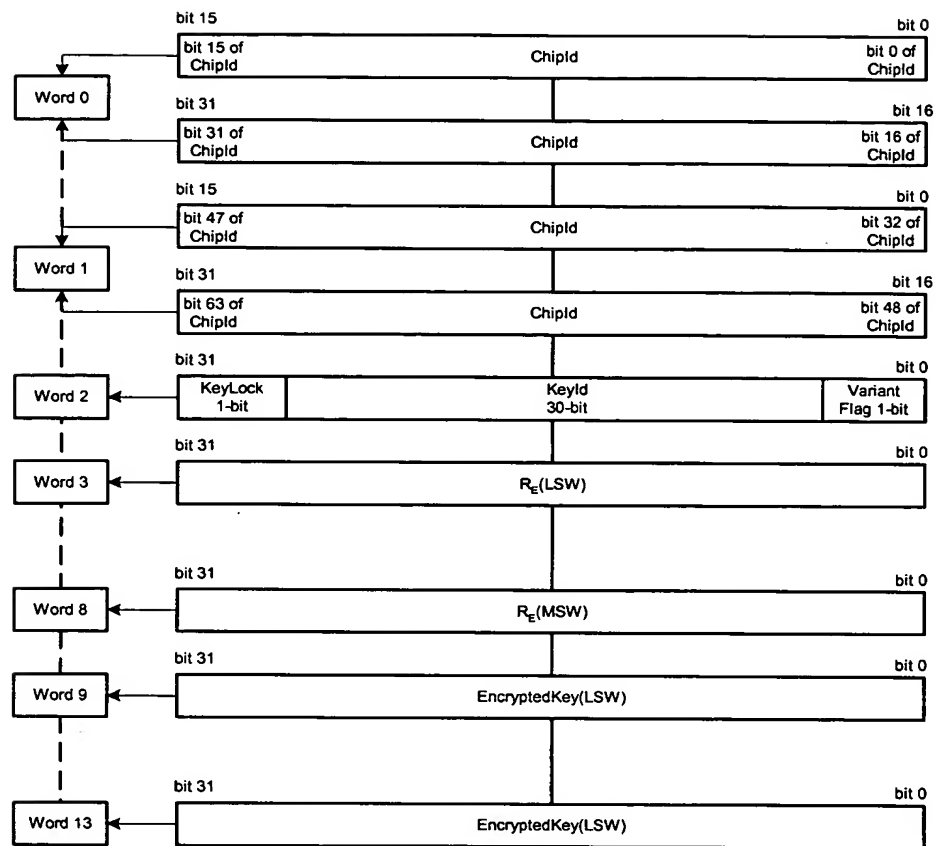 bit 15
bit 0
bit 15 of
ChipId
ChipId
bit 0 of
ChipId
Word 0
bit 31
bit 16
bit 31 of
ChipId
ChipId
bit 16 of
ChipId
bit 15
bit 0
bit 47 of
ChipId
ChipId
bit 32 of
ChipId
Word 1
bit 31
bit 16
bit 63 of
ChipId
ChipId
bit 48 of
ChipId
bit 31
bit 0
Word 2
KeyLock
1-bit
KeyId
30-bit
Variant
Flag 1-bit
bit 31
bit 0
Word 3
RE(LSW)
bit 31
bit 0
Word 8
RE(MSW)
bit 31
bit 0
Word 9
EncryptedKey(LSW)
bit 31
bit 0
Word 13
EncryptedKey(LSW)